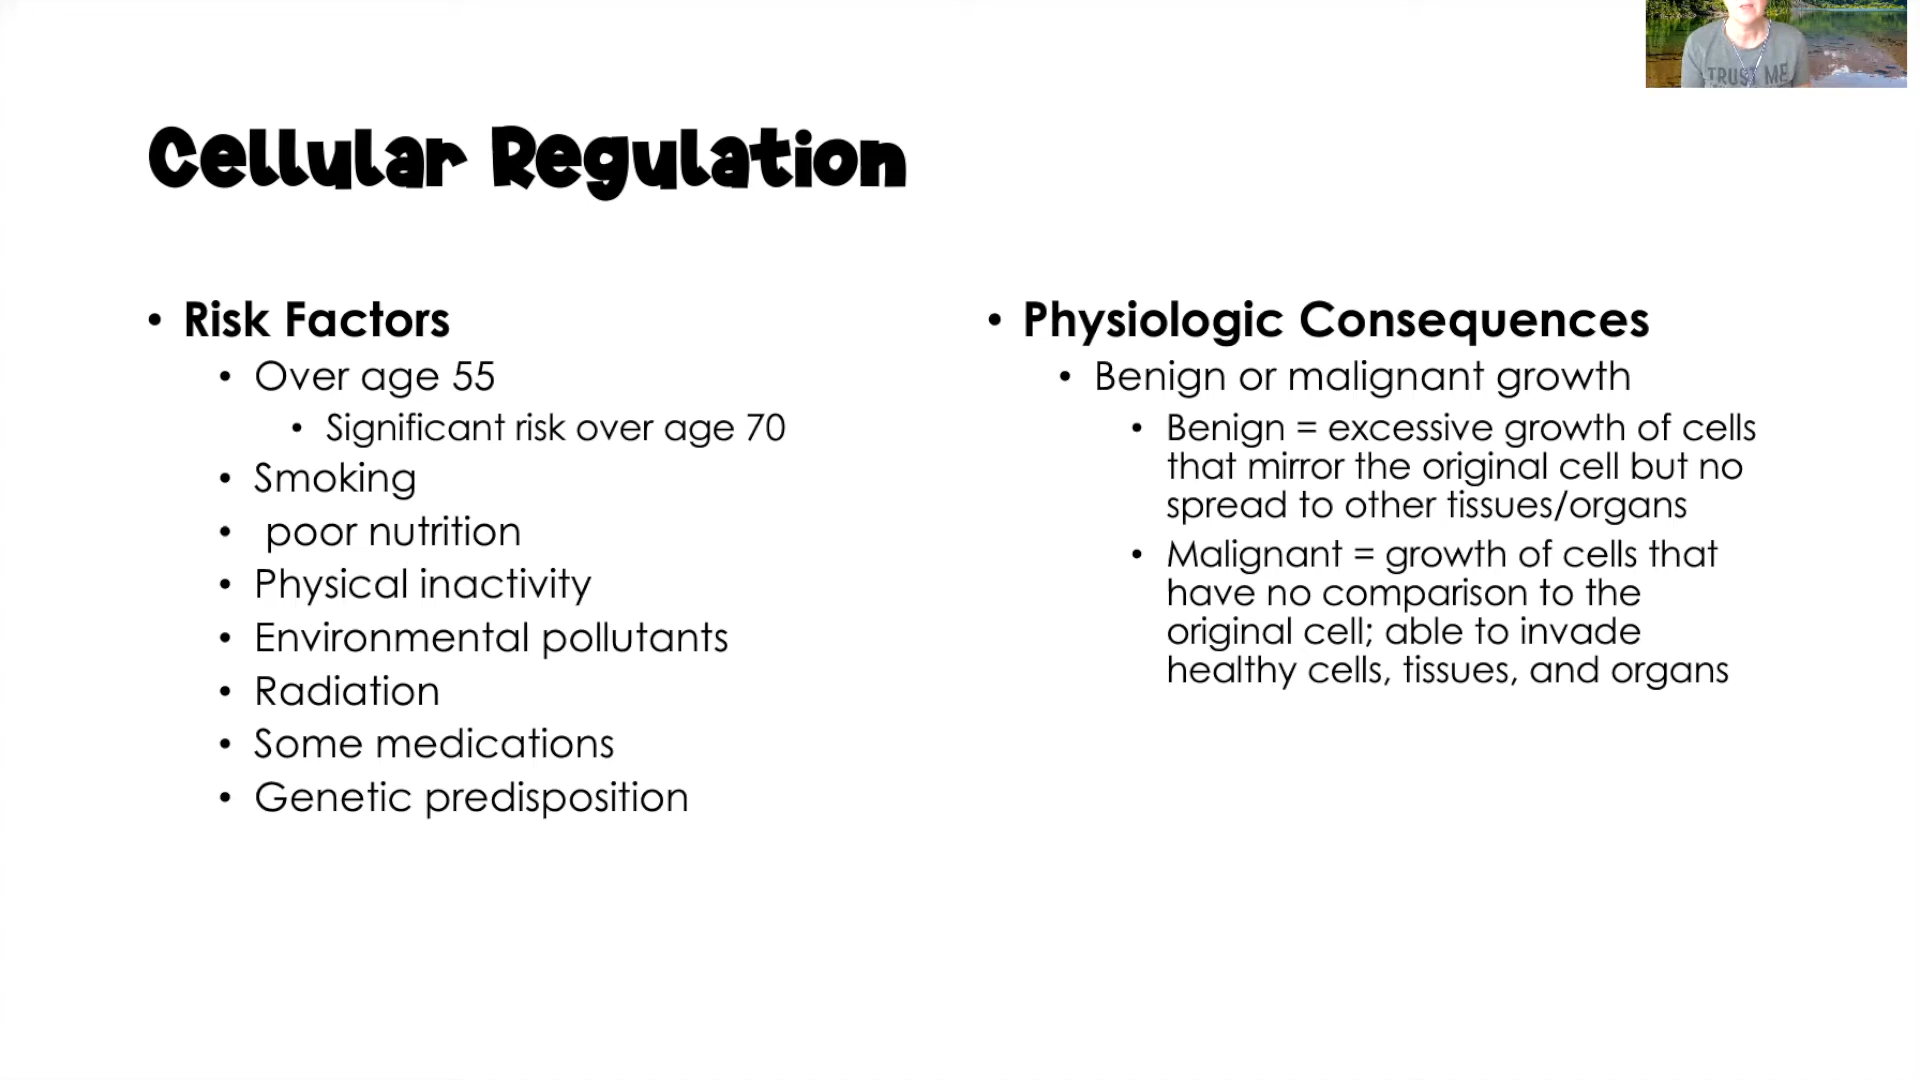 TRUST ME
Cellular Regulation
• Risk Factors
• Over age 55
• Significant risk over age 70
• Smoking
• poor nutrition
• Physical inactivity
• Environmental pollutants
• Radiation
• Some medications
• Genetic predisposition
• Physiologic Consequences
• Benign or malignant growth
• Benign = excessive growth of cells
that mirror the original cell but no
spread to other tissues/organs
• Malignant = growth of cells that
have no comparison to the
original cell; able to invade
healthy cells, tissues, and organs